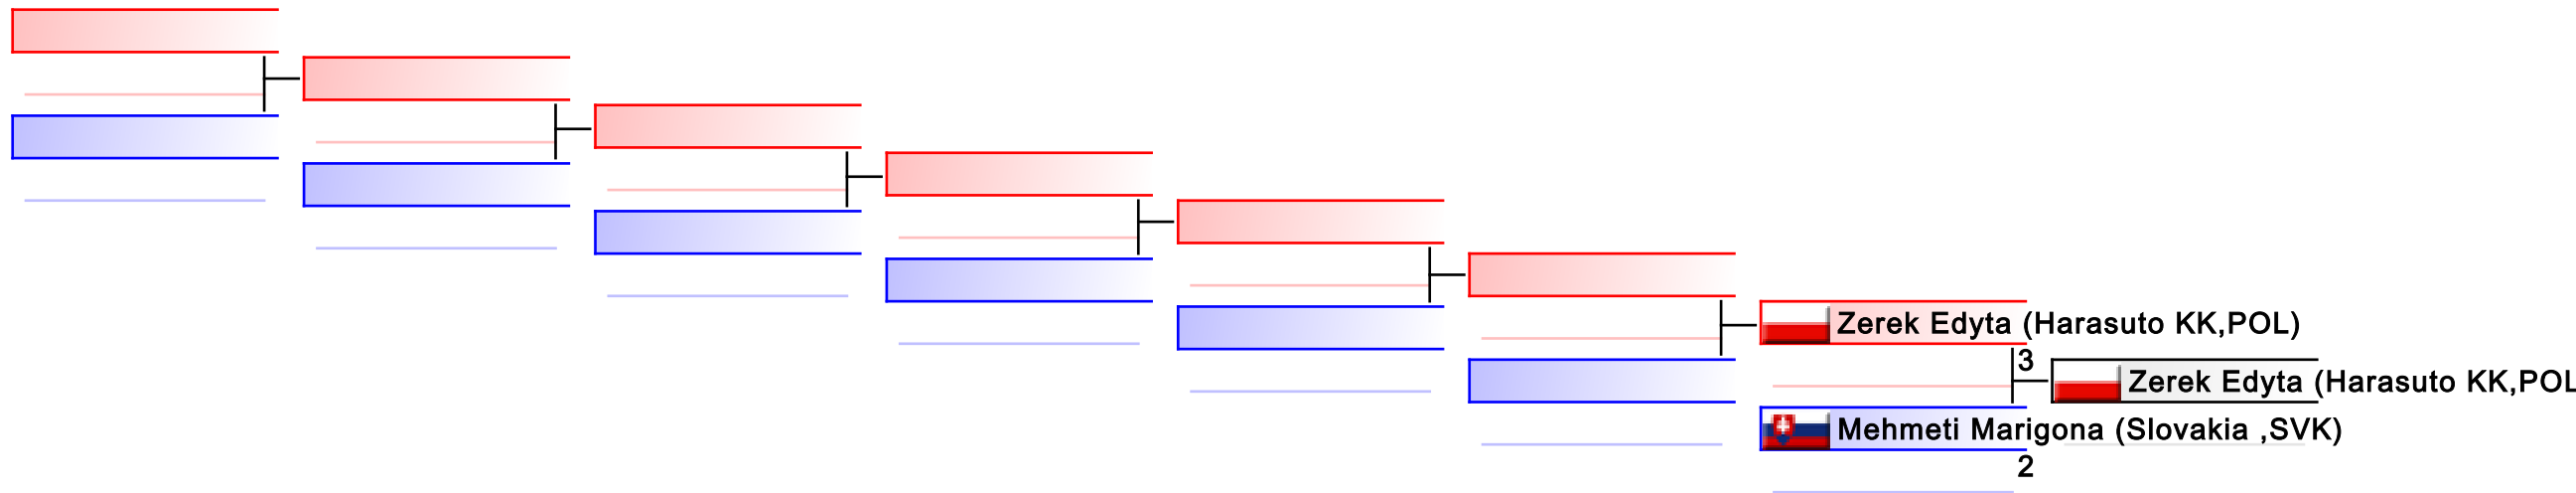 Zerek Edyta (Harasuto KK,POL)
3
Zerek Edyta (Harasuto KK,POL
Mehmeti Marigona (Slovakia ,SVK)
2